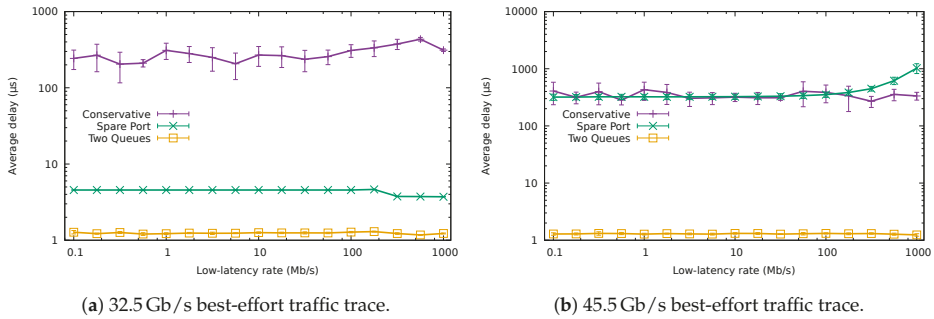 1000
100
10
1
Average delay (µs)
Conservative
Spare Port
Two Queues
0.1
1
10
100
1000
Low-latency rate (Mb/s)
(a) 32.5 Gb/s best-effort traffic trace.
10000
1000
100
10
1
Average delay (µs)
Conservative
Spare Port
Two Queues
0.1
1
10
100
1000
Low-latency rate (Mb/s)
(b) 45.5 Gb/s best-effort traffic trace.